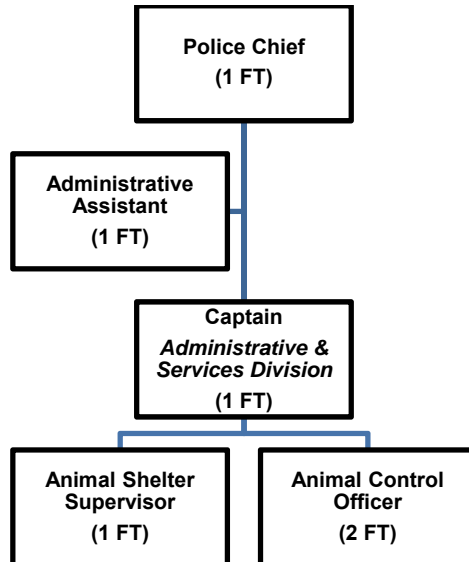 Police Chief
(1 FT)
Administrative
Assistant
(1 FT)
Captain
Administrative &
Services Division
(1 FT)
Animal Shelter
Supervisor
(1 FT)
Animal Control
Officer
(2 FT)